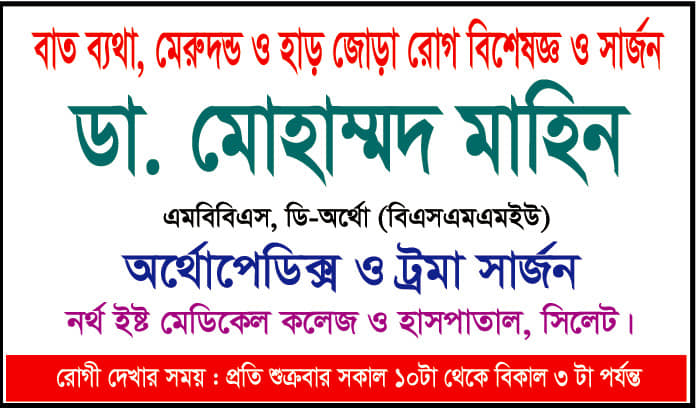 বাত ব্যথা, মেরুদন্ড ও হাড় জোড়া রোগ বিশেষজ্ঞ ও সার্জন
ডা. মোহাম্মদ মাহিন
এমবিবিএস, ডি-অর্থো (বিএসএমএমইউ)
অর্থোপেডিক্স ও ট্রমা সার্জন
নর্থ ইষ্ট মেডিকেল কলেজ ও হাসপাতাল, সিলেট।
রোগী দেখার সময় : প্রতি শুক্রবার সকাল ১০টা থেকে বিকাল ৩ টা পর্যন্ত